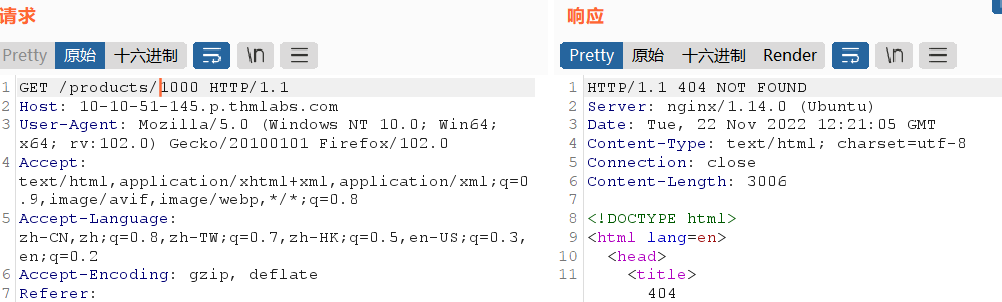 请求
Pretty 原始 十六进制 \n
1 GET /products/1000 HTTP/1.1
2 Host: 10-10-51-145.p.thmlabs.com
3 User-Agent: Mozilla/5.0 (Windows NT 10.0; Win64;
x64; rv:102.0) Gecko/20100101 Firefox/102.0
4 Accept:
text/html,application/xhtml+xml,application/xml;q=0
.9,image/avif,image/webp,*/*;q=0.8
5 Accept-Language:
zh-CN,zh;q=0.8,zh-TW;q=0.7,zh-HK;q=0.5,en-US;q=0.3,
en;q=0.2
6 Accept-Encoding: gzip, deflate
7 Referer:
响应
Pretty 原始 十六进制 Render \n
1 HTTP/1.1 404 NOT FOUND
2 Server: nginx/1.14.0 (Ubuntu)
3 Date: Tue, 22 Nov 2022 12:21:05 GMT
4 Content-Type: text/html; charset=utf-8
5 Connection: close
6 Content-Length: 3006
7
8 <!DOCTYPE html>
9 <html lang=en>
10 <head>
11 <title>
404